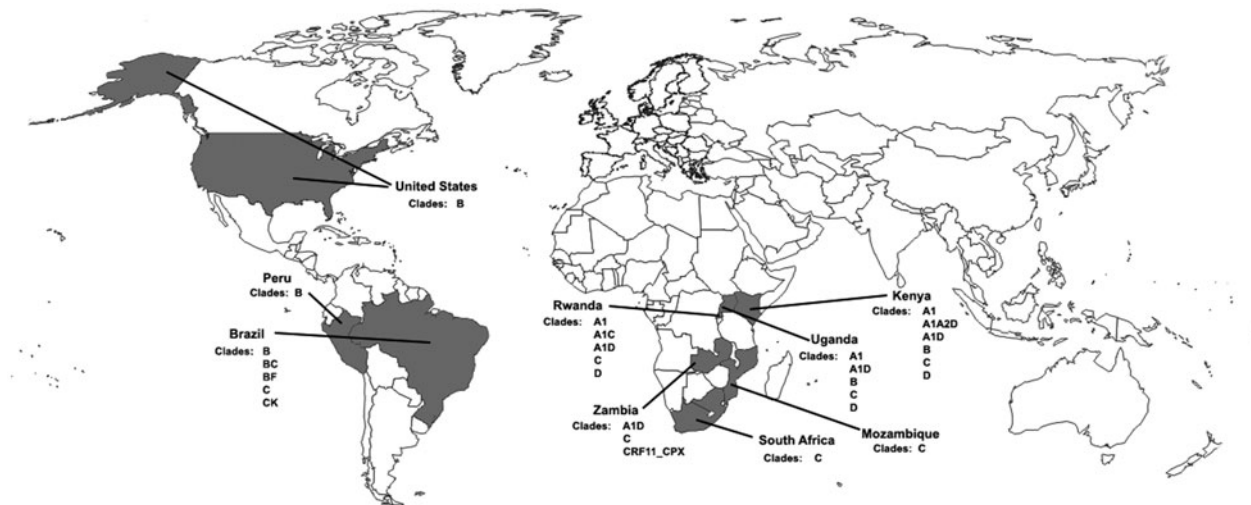 United States
Clades: B
Peru
Clades: B
Brazil
Clades: B
BC
BF
C
CK
Rwanda
Clades: A1
A1C
A1D
C
D
Uganda
Clades: A1
A1D
B
C
D
Kenya
Clades: A1
A1A2D
A1D
B
C
D
Zambia
Clades: A1D
C
CRF11_CPX
South Africa
Clades: C
Mozambique
Clades: C